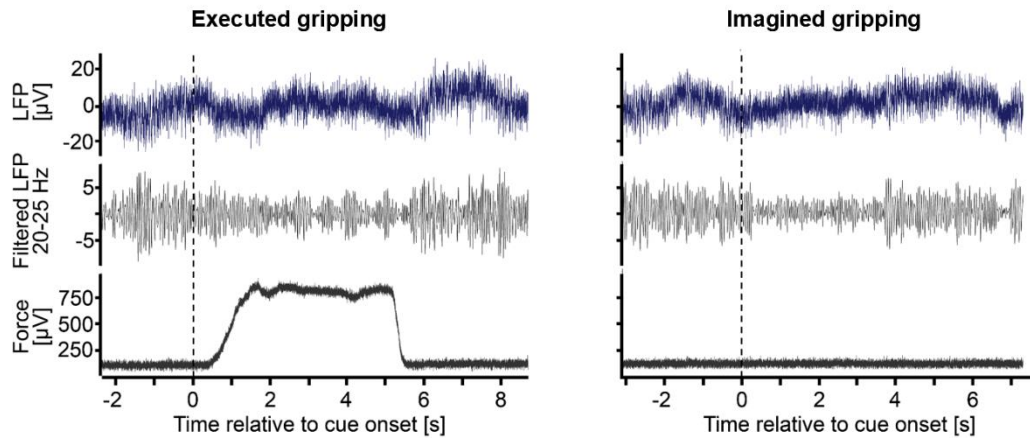 Executed gripping
Imagined gripping
LFP
[µV]
20
0
-20
Filtered LFP
20-25 Hz
5
-5
Force
[µV]
750
500
250
-2 0 2 4 6 8
Time relative to cue onset [s]
-2 0 2 4 6
Time relative to cue onset [s]